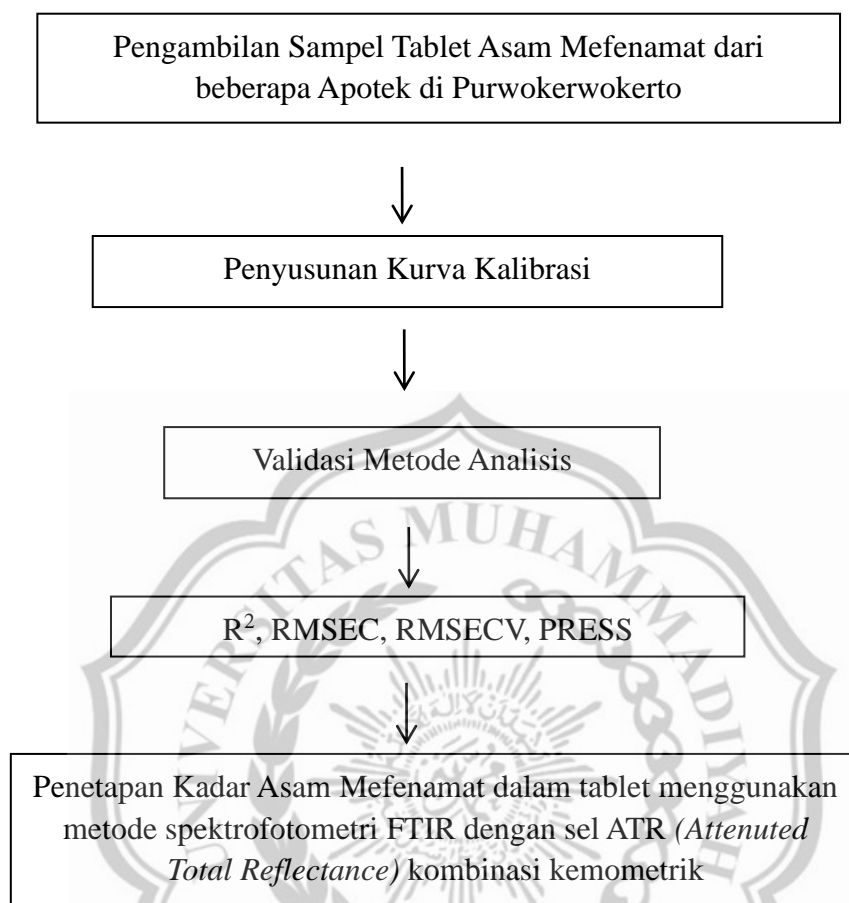 Pengambilan Sampel Tablet Asam Mefenamat dari
beberapa Apotek di Purwokerwokerto
Penyusunan Kurva Kalibrasi
Validasi Metode Analisis
UNIVERSITAS MUHAMMADIYAH
R², RMSEC, RMSECV, PRESS
Penetapan Kadar Asam Mefenamat dalam tablet menggunakan
metode spektrofotometri FTIR dengan sel ATR (Attenuted
Total Reflectance) kombinasi kemometrik